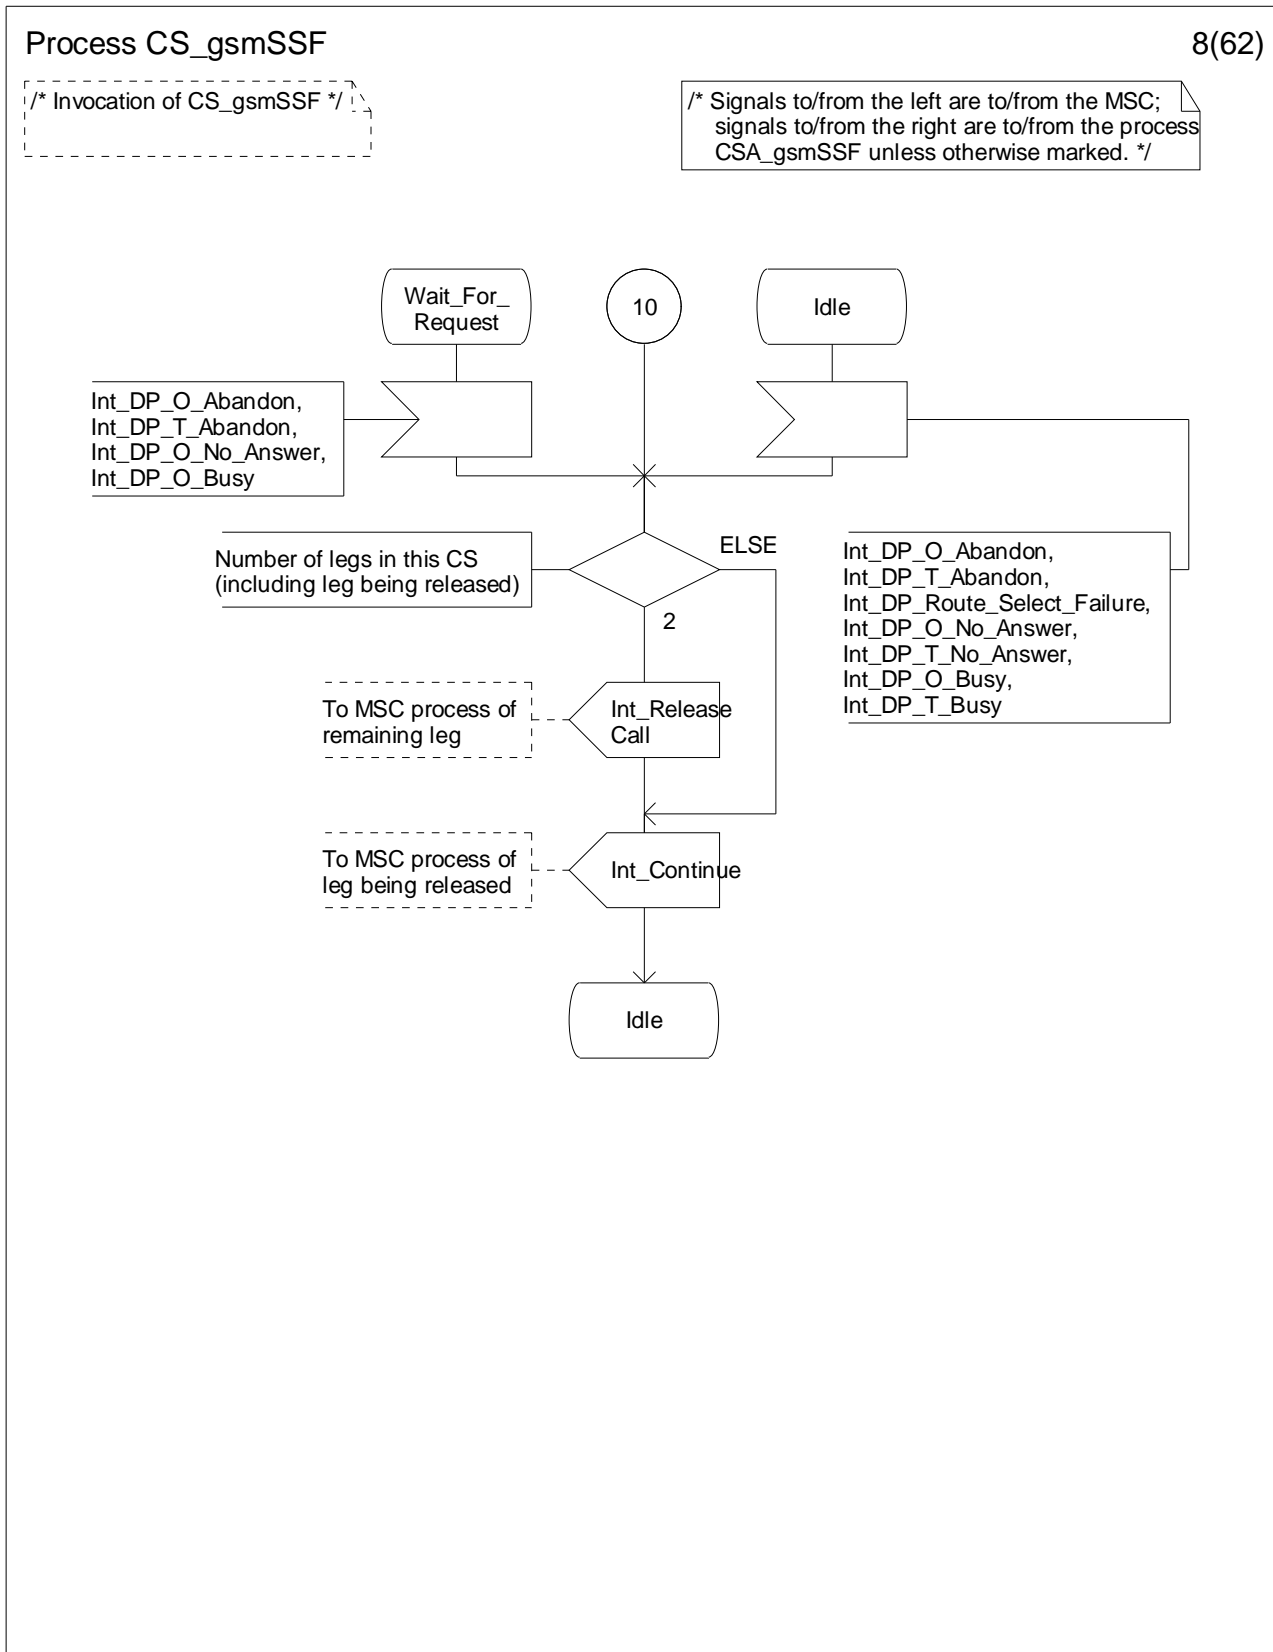 Process CS_gsmSSF
8(62)
/* Invocation of CS_gsmSSF */
/* Signals to/from the left are to/from the MSC;
signals to/from the right are to/from the process
CSA_gsmSSF unless otherwise marked. */
Wait_For_
Request
10
Idle
Int_DP_O_Abandon,
Int_DP_T_Abandon,
Int_DP_O_No_Answer,
Int_DP_O_Busy
Number of legs in this CS
(including leg being released)
ELSE
2
Int_DP_O_Abandon,
Int_DP_T_Abandon,
Int_DP_Route_Select_Failure,
Int_DP_O_No_Answer,
Int_DP_T_No_Answer,
Int_DP_O_Busy,
Int_DP_T_Busy
To MSC process of
remaining leg
Int_Release
Call
To MSC process of
leg being released
Int_Continue
Idle